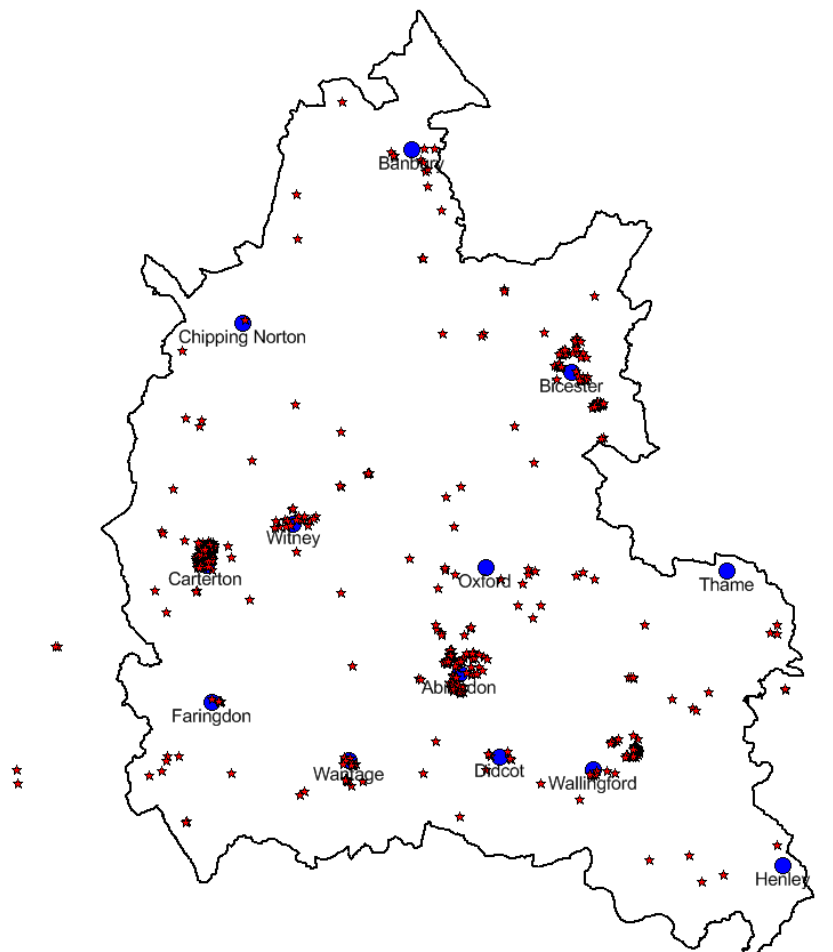 Banbury
Chipping Norton
Bicester
Witney
Carterton
Oxford
Thame
Abingdon
Faringdon
Wantage
Didcot
Wallingford
Henley